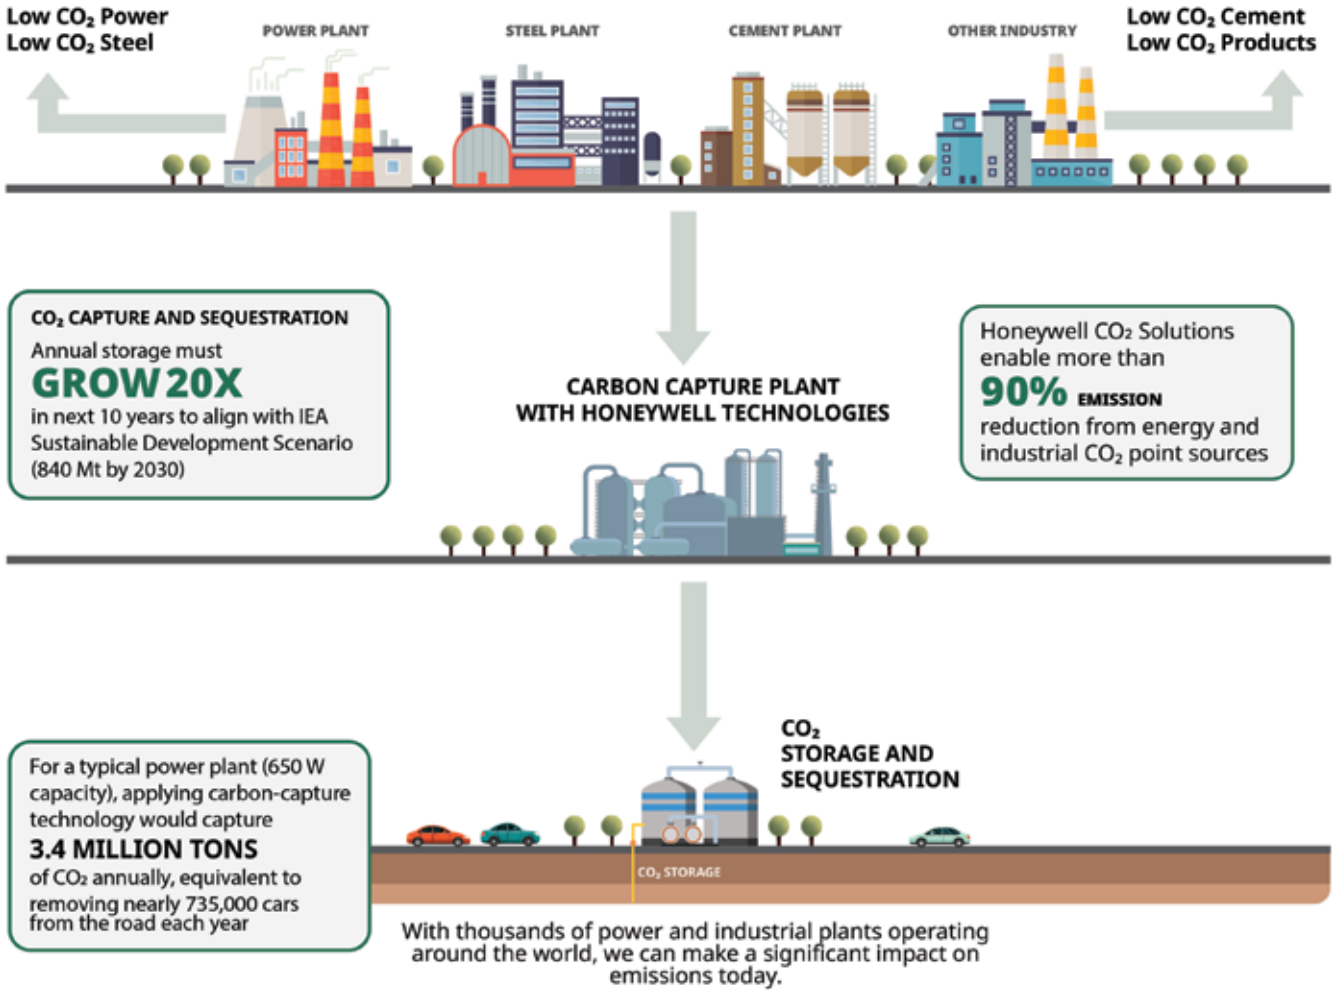 Low CO₂ Power
Low CO₂ Steel
POWER PLANT
STEEL PLANT
CEMENT PLANT
OTHER INDUSTRY
Low CO₂ Cement
Low CO₂ Products
CO₂ CAPTURE AND SEQUESTRATION
Annual storage must
GROW 20X
in next 10 years to align with IEA
Sustainable Development Scenario
(840 Mt by 2030)
CARBON CAPTURE PLANT
WITH HONEYWELL TECHNOLOGIES
Honeywell CO₂ Solutions
enable more than
90% EMISSION
reduction from energy and
industrial CO₂ point sources
CO₂
STORAGE AND
SEQUESTRATION
For a typical power plant (650 W
capacity), applying carbon-capture
technology would capture
3.4 MILLION TONS
of CO₂ annually, equivalent to
removing nearly 735,000 cars
from the road each year
CO₂ STORAGE
With thousands of power and industrial plants operating
around the world, we can make a significant impact on
emissions today.